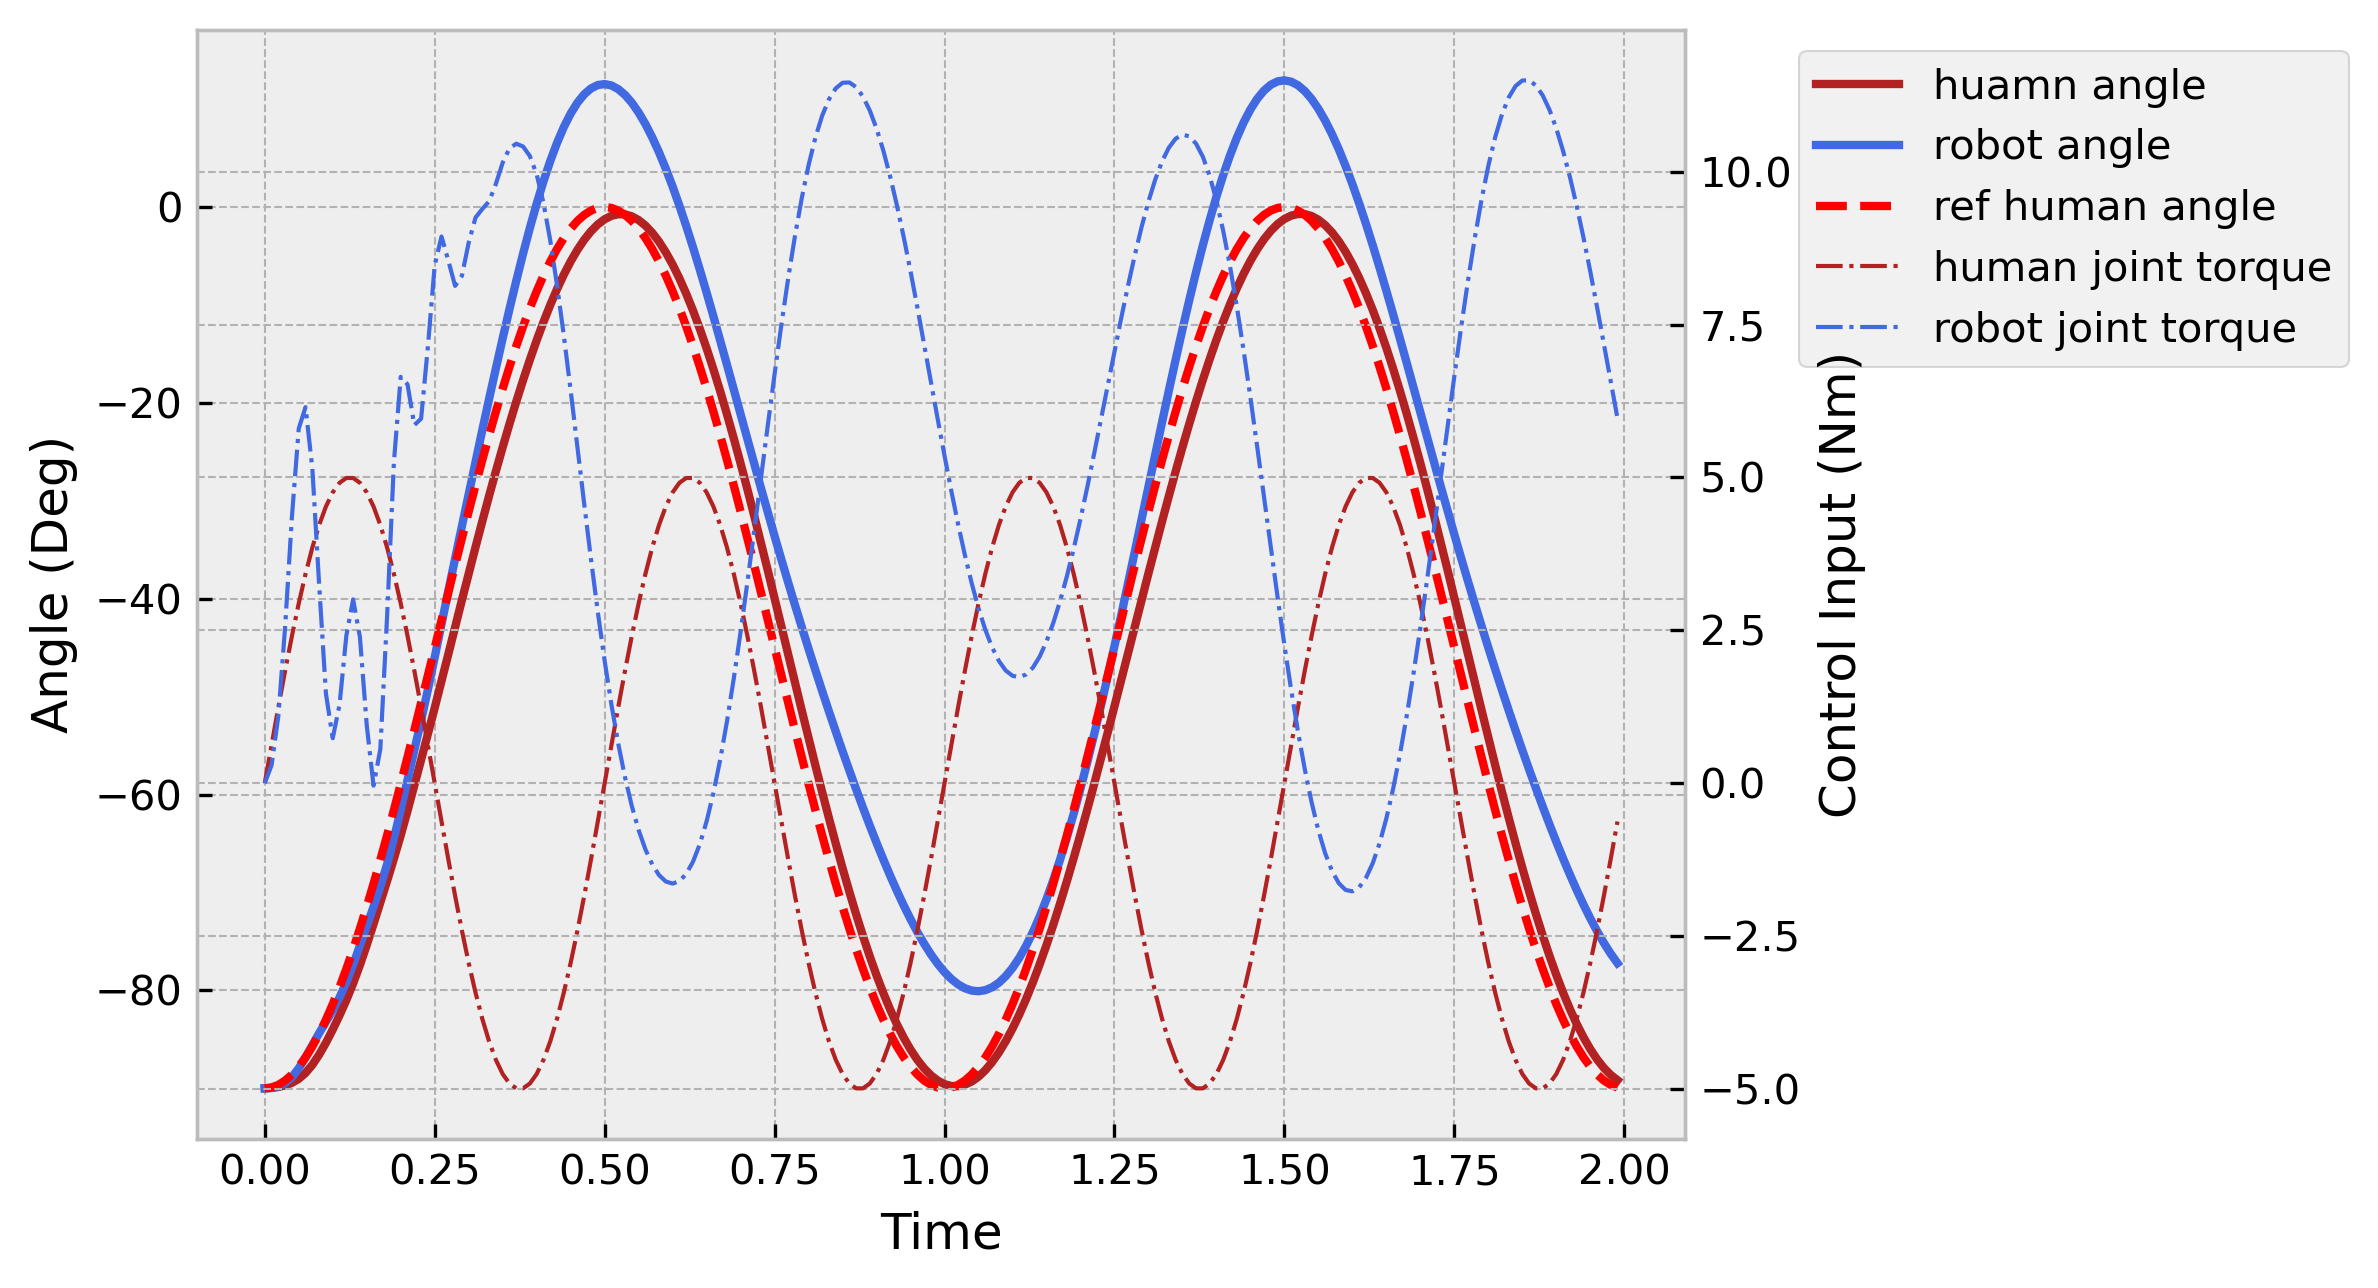 huamn angle
robot angle
ref human angle
human joint torque
robot joint torque
Angle (Deg)
0
−20
−40
−60
−80
10.0
7.5
5.0
2.5
0.0
−2.5
−5.0
Control Input (Nm)
0.00 0.25 0.50 0.75 1.00 1.25 1.50 1.75 2.00
Time